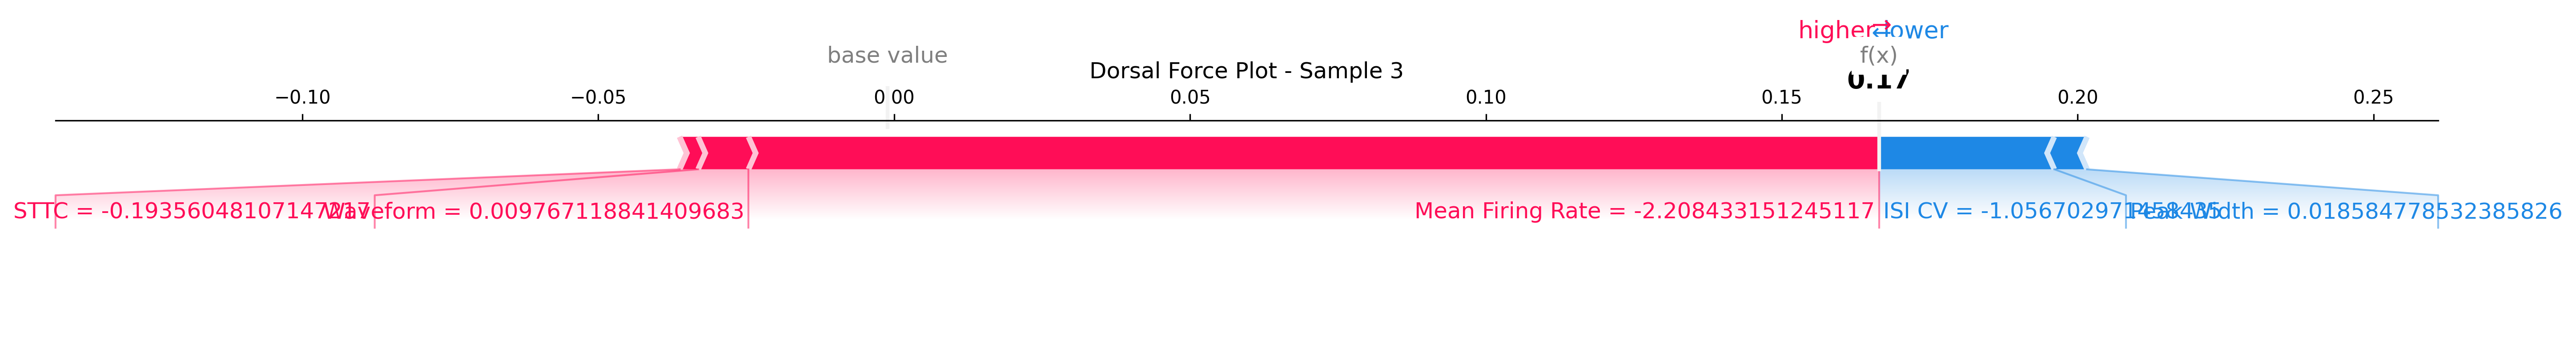 higher⇄lower
base value f(x)
Dorsal Force Plot - Sample 3
0.17
−0.10 −0.05 0.00 0.05 0.10 0.15 0.20 0.25
STTC = -0.19356048107147217 Waveform = 0.009767118841409683 Mean Firing Rate = -2.208433151245117 ISI CV = -1.056702971458435 Peak Width = 0.018584778532385826